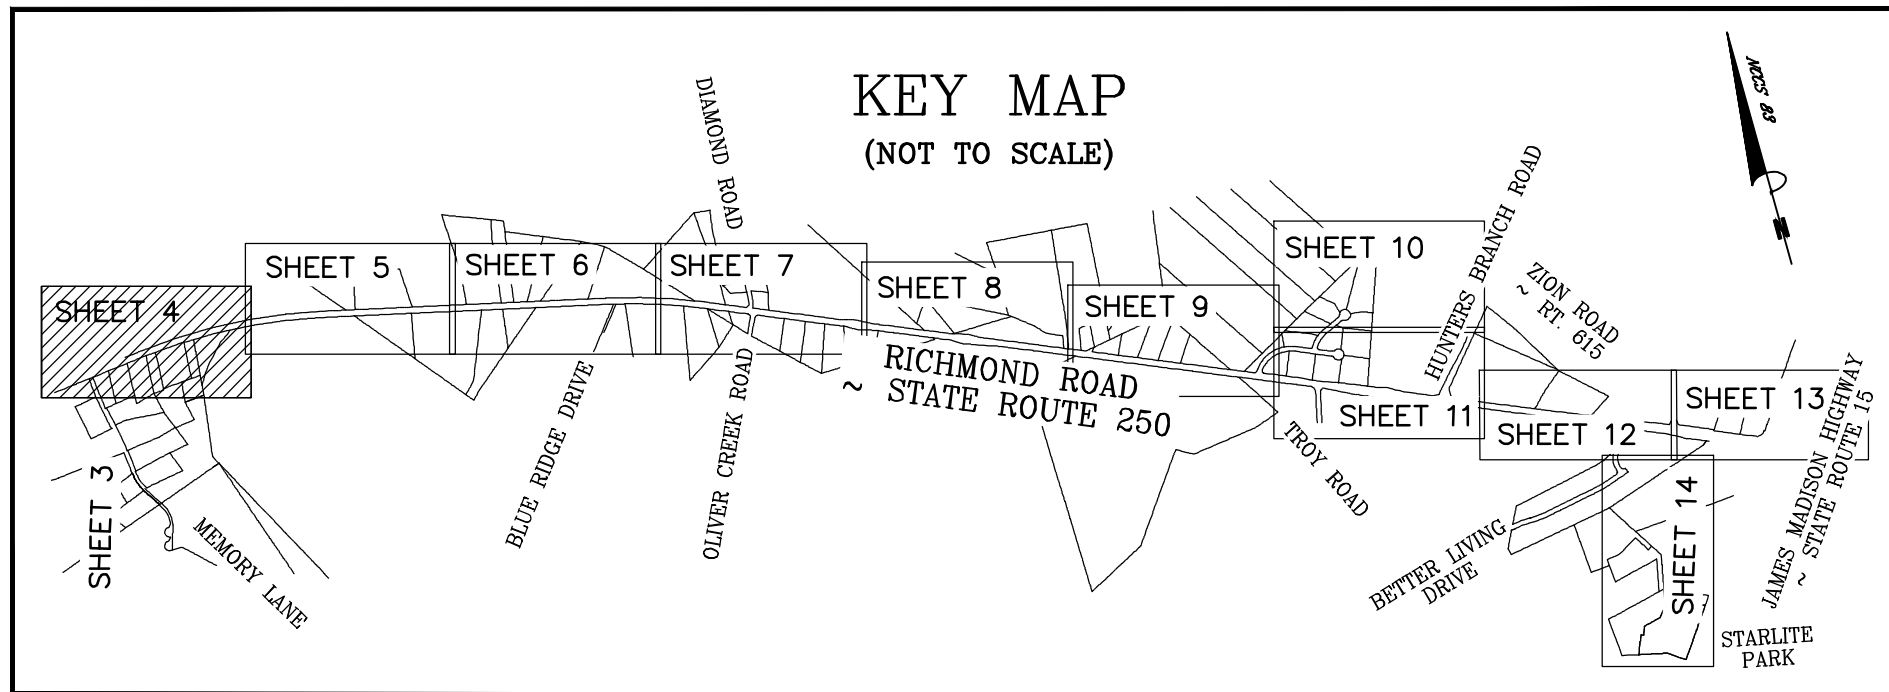 KEY MAP
(NOT TO SCALE)
NCCS 83
N
DIAMOND ROAD
HUNTERS BRANCH ROAD
ZION ROAD
~ RT. 615
SHEET 4
SHEET 5
SHEET 6
SHEET 7
SHEET 8
SHEET 9
SHEET 10
SHEET 11
SHEET 12
SHEET 13
RICHMOND ROAD
~ STATE ROUTE 250
SHEET 3
MEMORY LANE
BLUE RIDGE DRIVE
OLIVER CREEK ROAD
TROY ROAD
BETTER LIVING
DRIVE
SHEET 14
JAMES MADISON HIGHWAY
~ STATE ROUTE 15
STARLITE
PARK